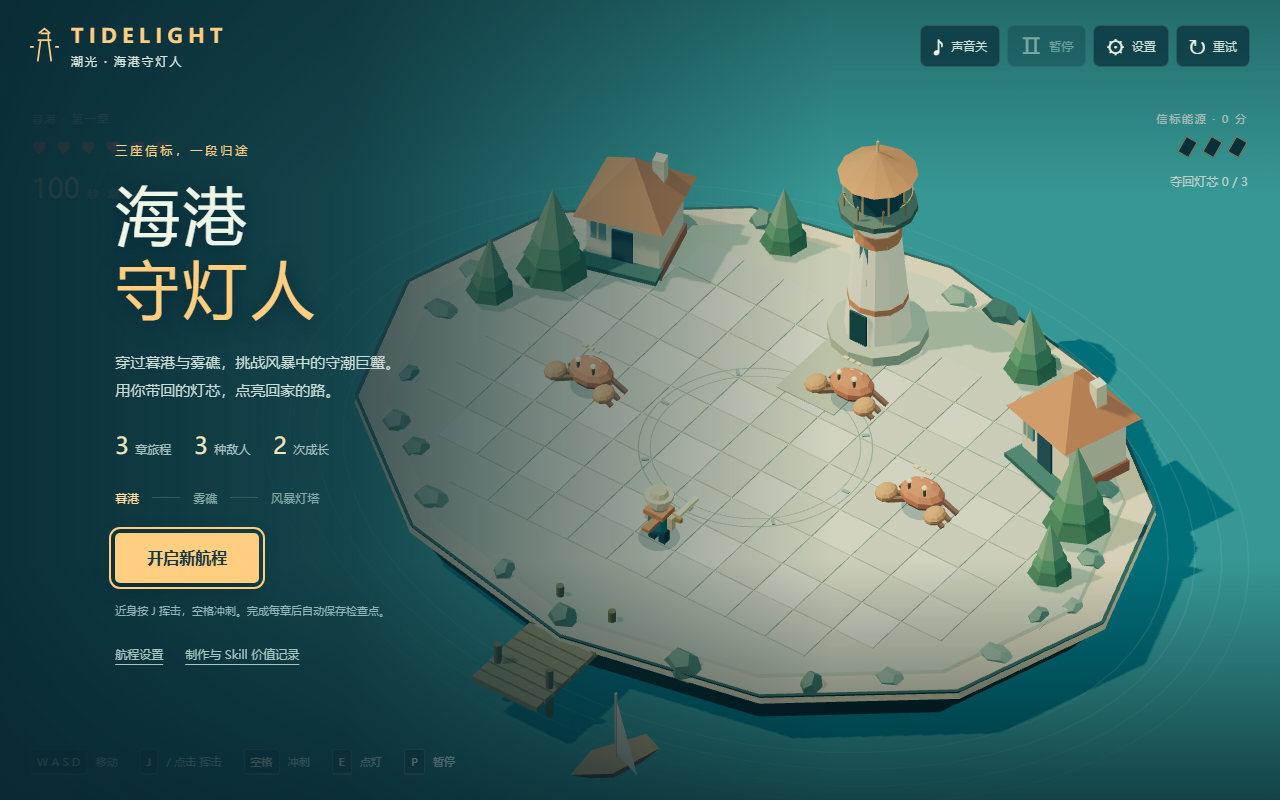 TIDELIGHT
潮光 · 海港守灯人
声音关
暂停
设置
重试
暮港 第一章
100
信标能源 · 0 分
夺回灯芯 0 / 3
三座信标，一段归途
海港
守灯人
穿过暮港与雾礁，挑战风暴中的守潮巨蟹。
用你带回的灯芯，点亮回家的路。
3 章旅程 3 种敌人 2 次成长
暮港 雾礁 风暴灯塔
开启新航程
近身按 J 挥击，空格冲刺。完成每章后自动保存检查点。
航程设置 制作与 Skill 价值记录
WASD 移动 J / 点击 挥击 空格 冲刺 E 点灯 P 暂停